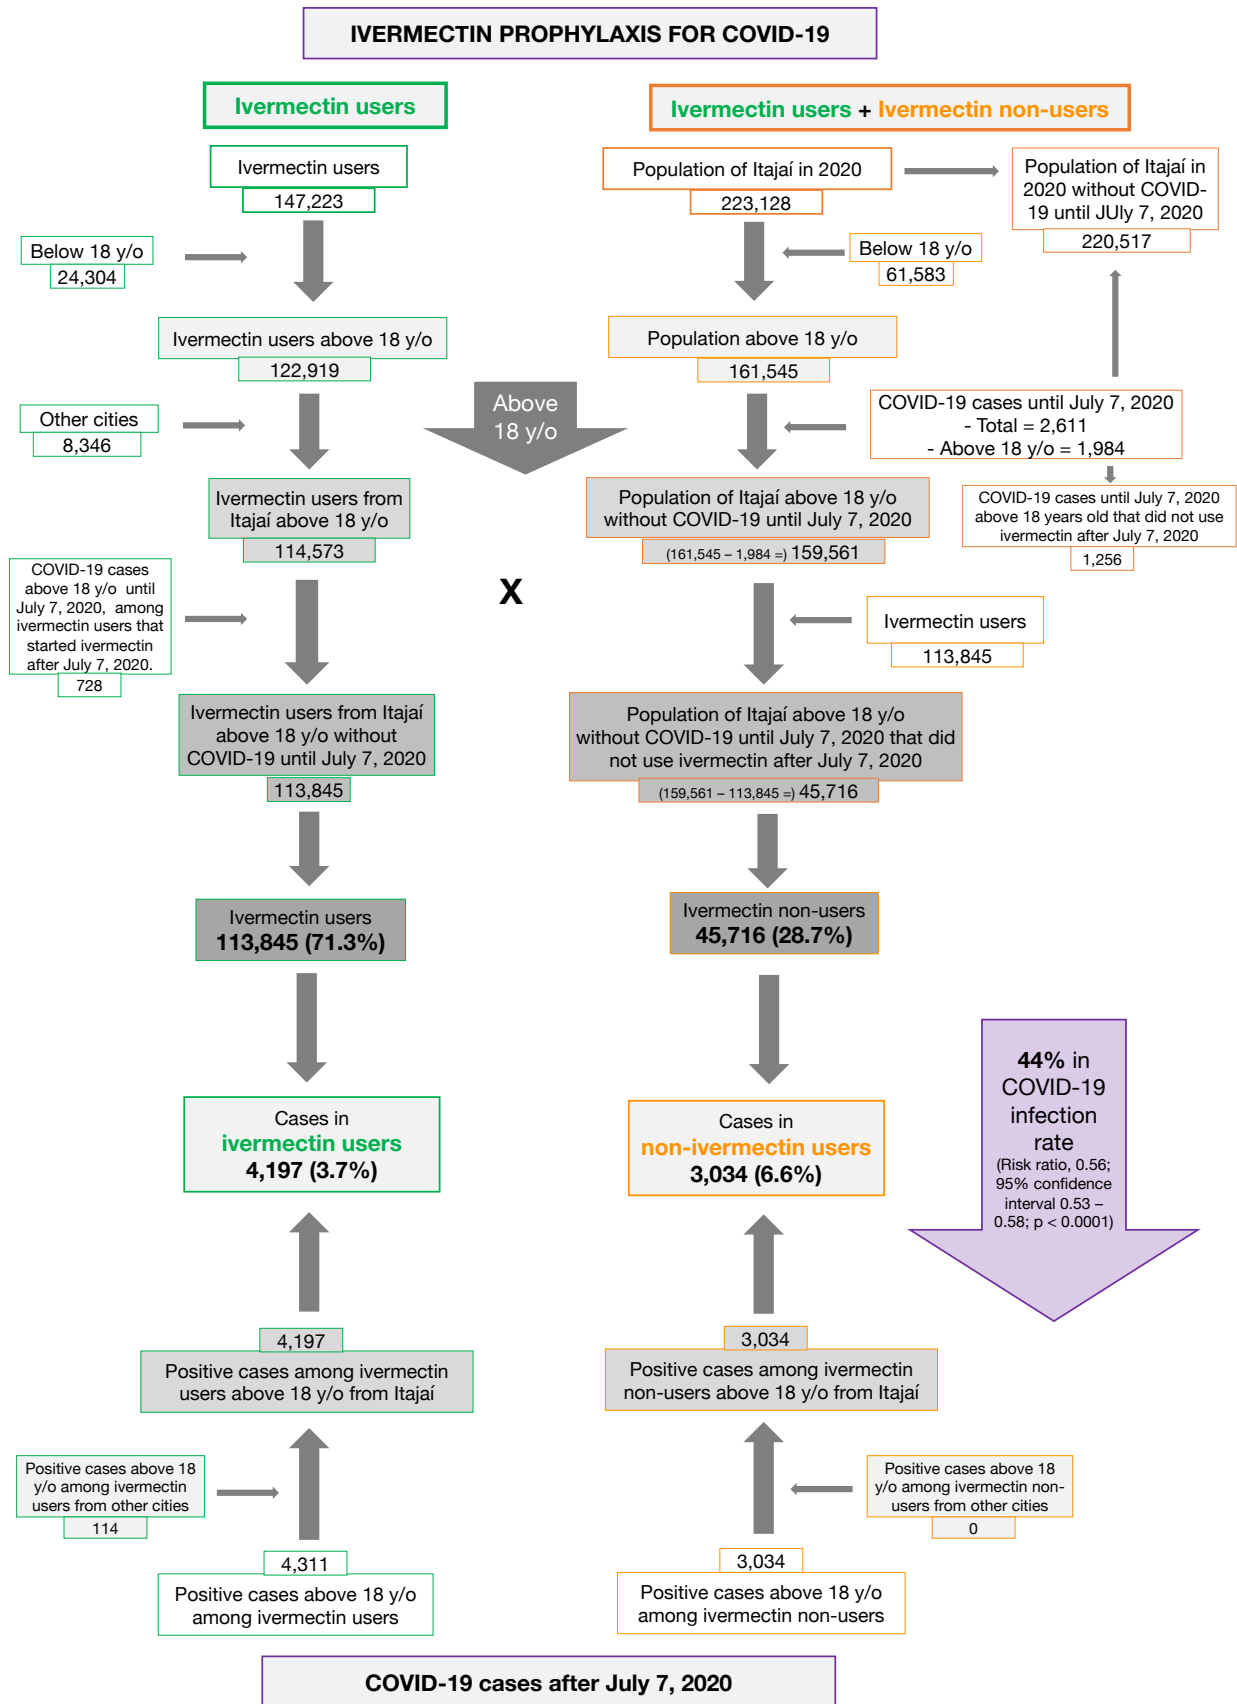 IVERMECTIN PROPHYLAXIS FOR COVID-19
Ivermectin users
Ivermectin users + Ivermectin non-users
Ivermectin users
147,223
Below 18 y/o
24,304
Ivermectin users above 18 y/o
122,919
Other cities
8,346
Ivermectin users from
Itajaí above 18 y/o
114,573
COVID-19 cases
above 18 y/o until
July 7, 2020, among
ivermectin users that
started ivermectin
after July 7, 2020.
728
Ivermectin users from Itajaí
above 18 y/o without
COVID-19 until July 7, 2020
113,845
Ivermectin users
113,845 (71.3%)
Cases in
ivermectin users
4,197 (3.7%)
4,197
Positive cases among ivermectin
users above 18 y/o from Itajaí
Positive cases above 18
y/o among ivermectin
users from other cities
114
4,311
Positive cases above 18 y/o
among ivermectin users
Above
18 y/o
X
Population of Itajaí in 2020
223,128
Population of Itajaí in
2020 without COVID-
19 until JUly 7, 2020
220,517
Below 18 y/o
61,583
Population above 18 y/o
161,545
COVID-19 cases until July 7, 2020
- Total = 2,611
- Above 18 y/o = 1,984
Population of Itajaí above 18 y/o
without COVID-19 until July 7, 2020
(161,545 – 1,984 =) 159,561
COVID-19 cases until July 7, 2020
above 18 years old that did not use
ivermectin after July 7, 2020
1,256
Ivermectin users
113,845
Population of Itajaí above 18 y/o
without COVID-19 until July 7, 2020 that did
not use ivermectin after July 7, 2020
(159,561 – 113,845 =) 45,716
Ivermectin non-users
45,716 (28.7%)
Cases in
non-ivermectin users
3,034 (6.6%)
44% in
COVID-19
infection
rate
(Risk ratio, 0.56;
95% confidence
interval 0.53 –
0.58; p < 0.0001)
3,034
Positive cases among ivermectin
non-users above 18 y/o from Itajaí
Positive cases above 18
y/o among ivermectin non-
users from other cities
0
3,034
Positive cases above 18 y/o
among ivermectin non-users
COVID-19 cases after July 7, 2020